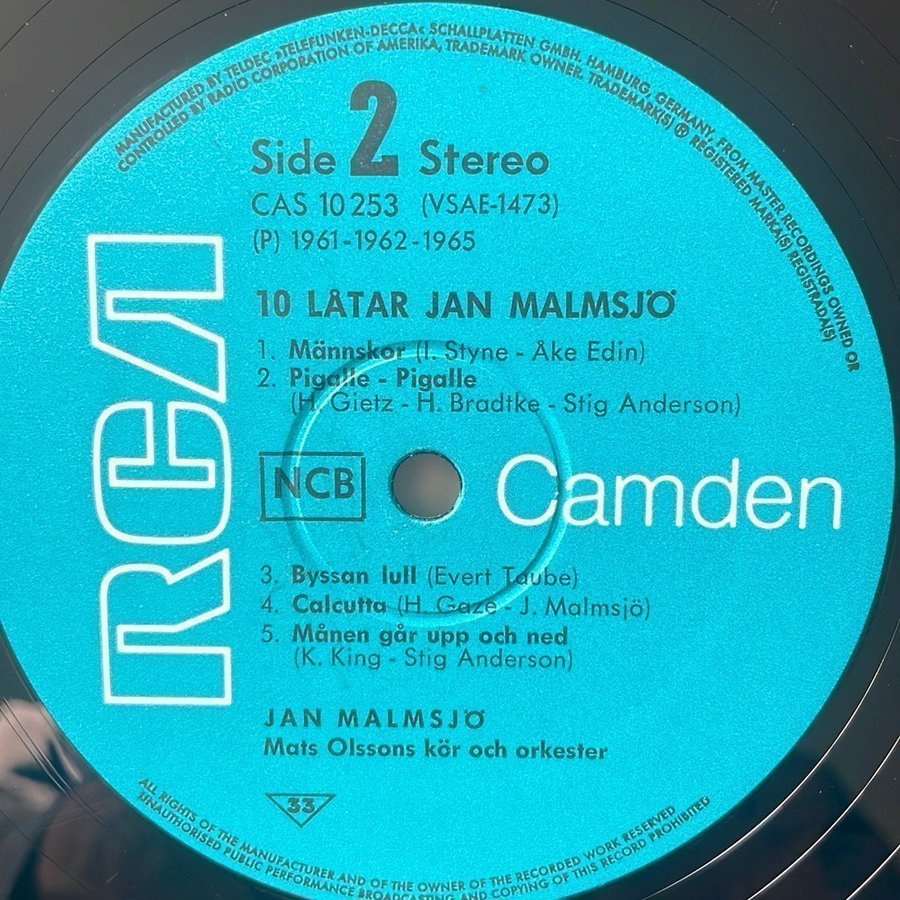 MANUFACTURED BY TELDEC »TELEFUNKEN-DECCA« SCHALLPLATTEN GMBH, HAMBURG, GERMANY, FROM MASTER RECORDINGS OWNED OR
CONTROLLED BY RADIO CORPORATION OF AMERIKA, TRADEMARK OWNER. TRADEMARK(S) ® REGISTERED MARKA(S) REGISTRADA(S)
Side 2 Stereo
CAS 10253 (VSAE-1473)
(P) 1961-1962-1965
RCA
10 LÅTAR JAN MALMSJÖ
1. Männskor (I. Styne - Åke Edin)
2. Pigalle - Pigalle
(H. Gietz - H. Bradtke - Stig Anderson)
NCB
Camden
3. Byssan lull (Evert Taube)
4. Calcutta (H. Gaze - J. Malmsjö)
5. Månen går upp och ned
(K. King - Stig Anderson)
JAN MALMSJÖ
Mats Olssons kör och orkester
33
ALL RIGHTS OF THE MANUFACTURER AND OF THE OWNER OF THE RECORDED WORK RESERVED
UNAUTHORISED PUBLIC PERFORMANCE BROADCASTING AND COPYING OF THIS RECORD PROHIBITED